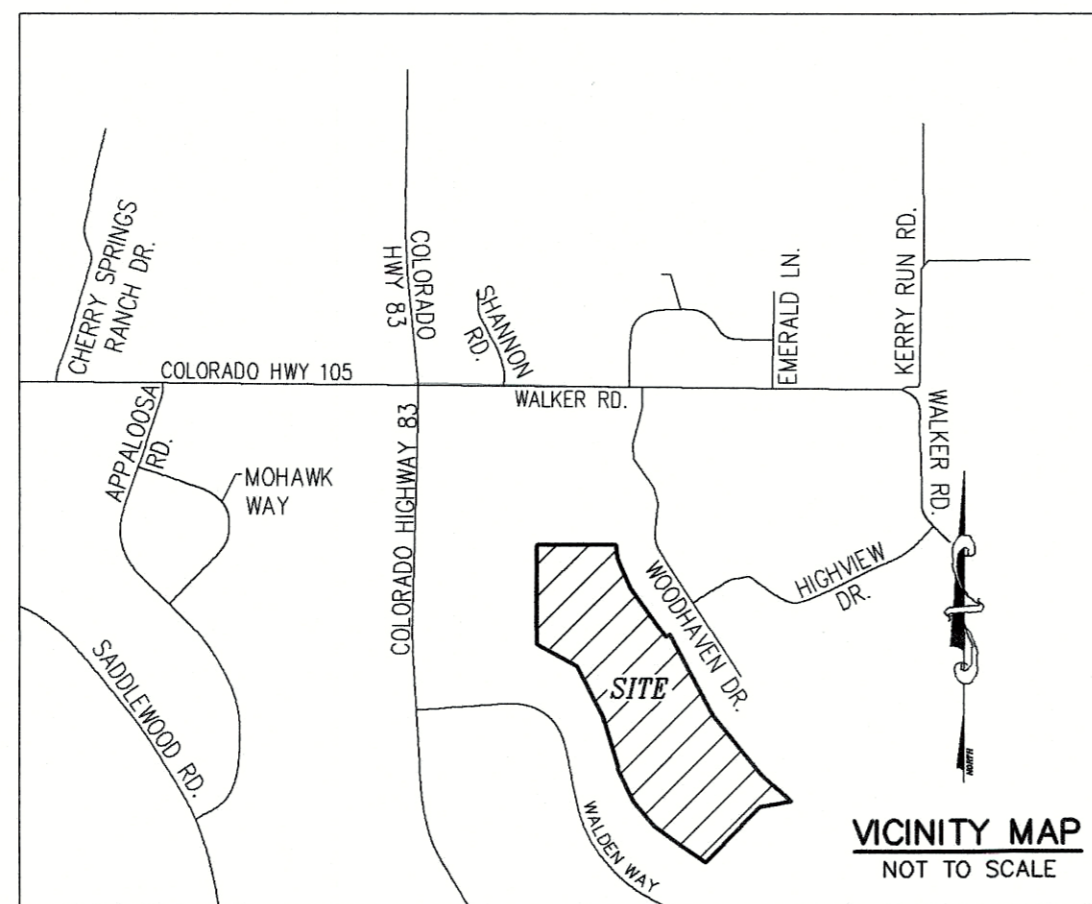 CHERRY SPRINGS
RANCH DR.
COLORADO
HWY 83
SHANNON
RD.
EMERALD LN.
KERRY RUN RD.
COLORADO HWY 105
WALKER RD.
APPALOOSA
RD.
MOHAWK
WAY
COLORADO HIGHWAY 83
WALKER RD.
WOODHAVEN DR.
HIGHVIEW
DR.
SADDLEWOOD RD.
SITE
WALDEN WAY
NORTH
VICINITY MAP
NOT TO SCALE